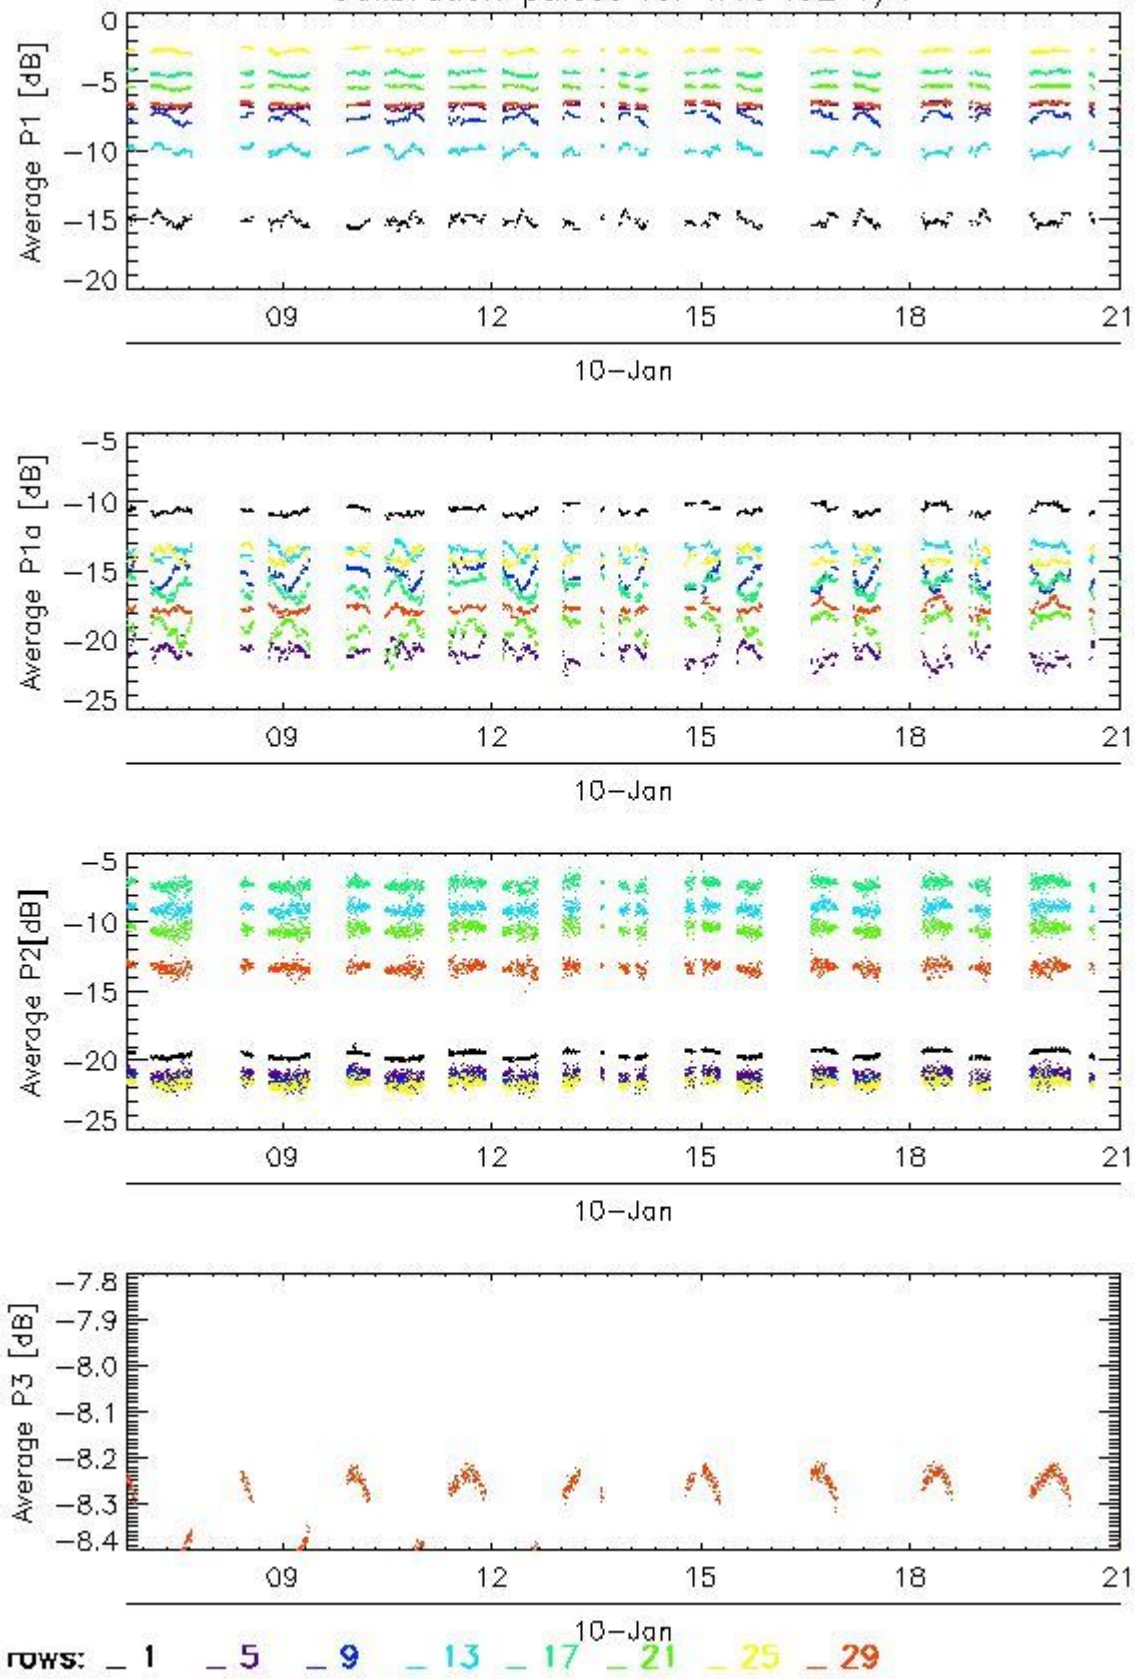 Average P1 [dB]
0
−5
−10
−15
−20
09 12 15 18 21
10−Jan
Average P1a [dB]
−5
−10
−15
−20
−25
09 12 15 18 21
10−Jan
Average P2[dB]
−5
−10
−15
−20
−25
09 12 15 18 21
10−Jan
Average P3 [dB]
−7.8
−7.9
−8.0
−8.1
−8.2
−8.3
−8.4
09 12 15 18 21
10−Jan
rows: _ 1 _ 5 _ 9 _ 13 _ 17 _ 21 _ 25 _ 29